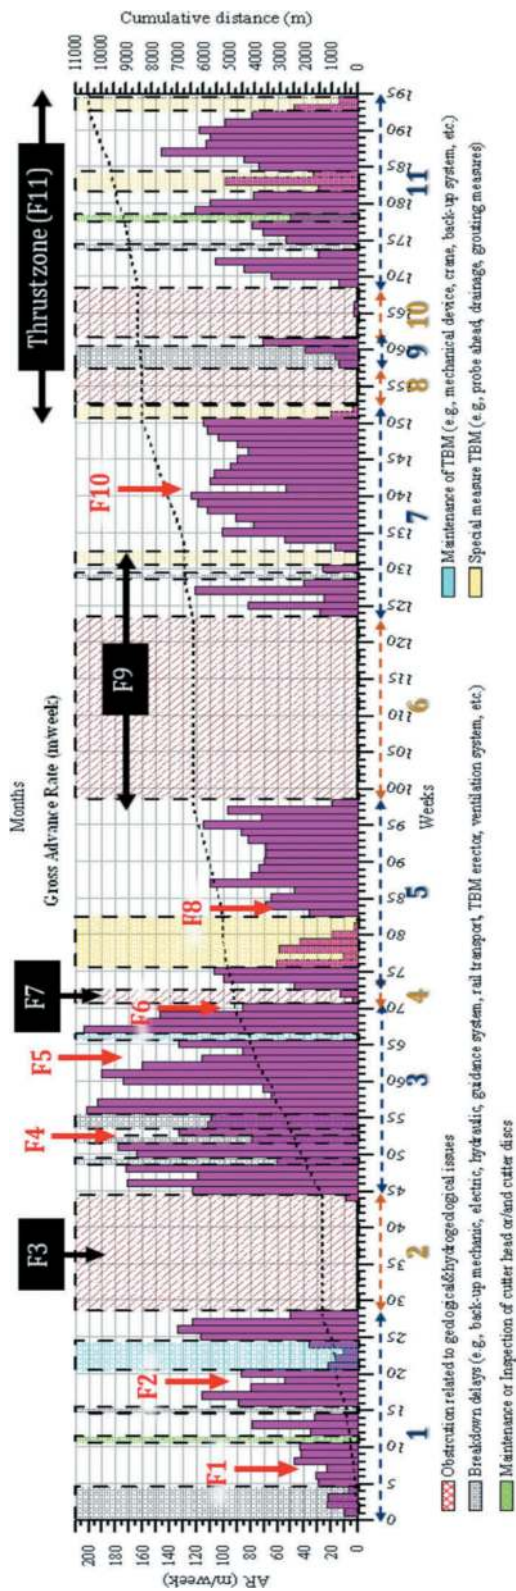 Months
Gross Advance Rate (m/week)
AR (m/week)
Cumulative distance (m)
F1
F2
F3
F4
F5
F6
F7
F8
F9
F10
Thrust zone (F11)
200
180
160
140
120
100
80
60
40
20
0
11000
10000
9000
8000
7000
6000
5000
4000
3000
2000
1000
0
0 5 10 15 20 25 30 35 40 45 50 55 60 65 70 75 80 85 90 95 100 105 110 115 120 125 130 135 140 145 150 155 160 165 170 175 180 185 190 195
1 2 3 4 5 6 7 8 9 10 11
Weeks
Obstrcution related to geological&hydrogeological issues
Breakdown delays (e.g., back-up mechanic, electric, hydraulic, guidance system, rail transport, TBM erector, ventilation system, etc.)
Maintenance or Inspection of cutter head or/and cutter discs
Maintenance of TBM (e.g., mechanical device, crane, back-up system, etc.)
Special measure TBM (e.g., probe ahead, drainage, grouting measures)